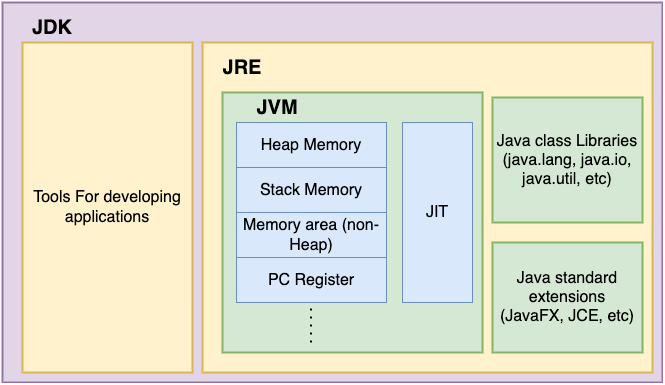 JDK
Tools For developing
applications
JRE
JVM
Heap Memory
Stack Memory
Memory area (non-
Heap)
PC Register
JIT
Java class Libraries
(java.lang, java.io,
java.util, etc)
Java standard
extensions
(JavaFX, JCE, etc)